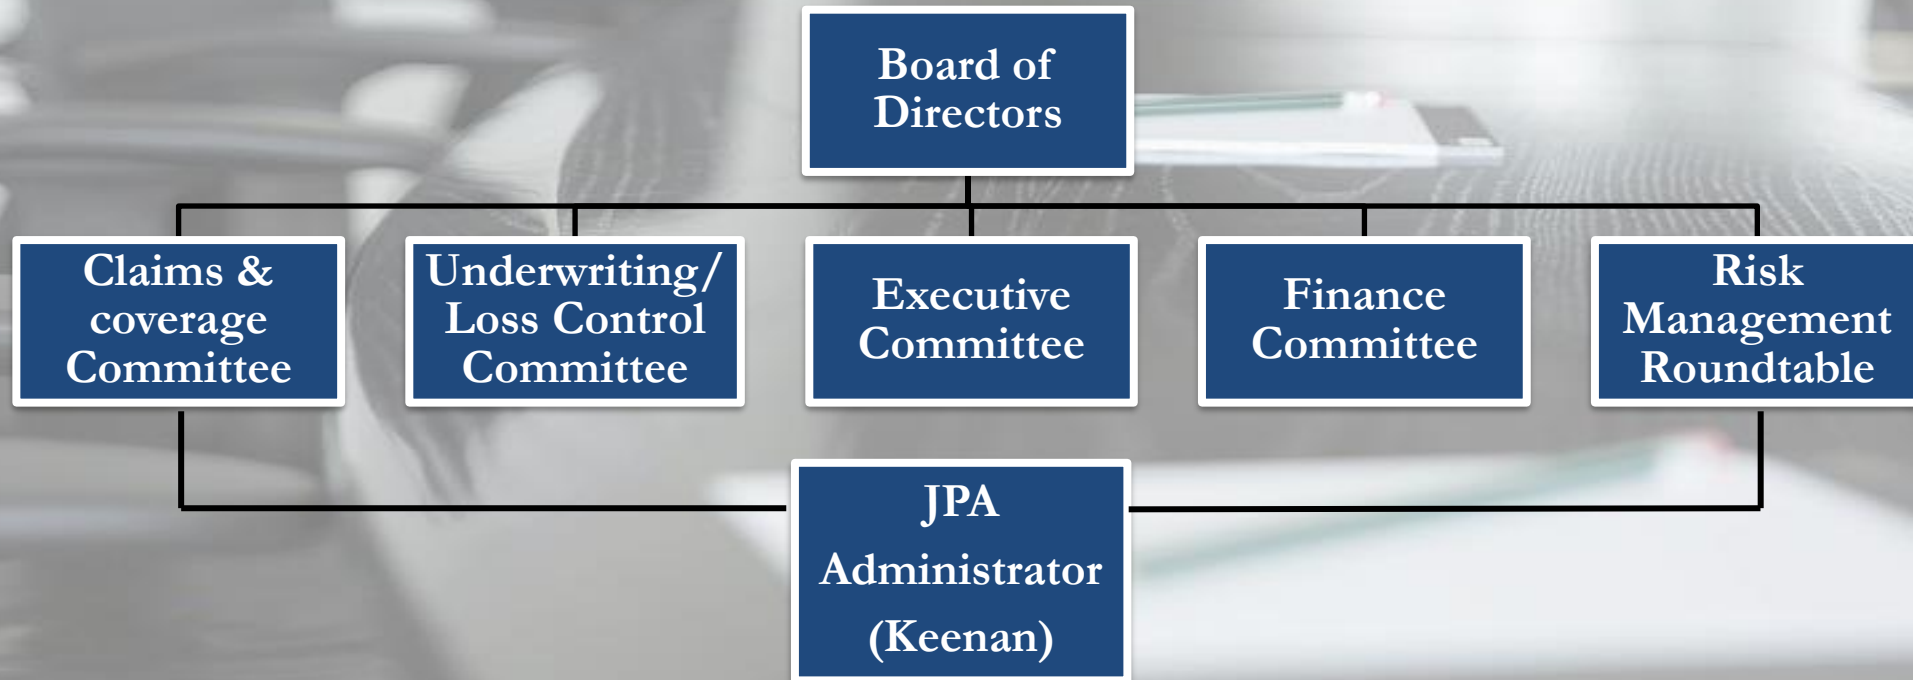 Board of
Directors
Claims &
coverage
Committee
Underwriting/
Loss Control
Committee
Executive
Committee
Finance
Committee
Risk
Management
Roundtable
JPA
Administrator
(Keenan)